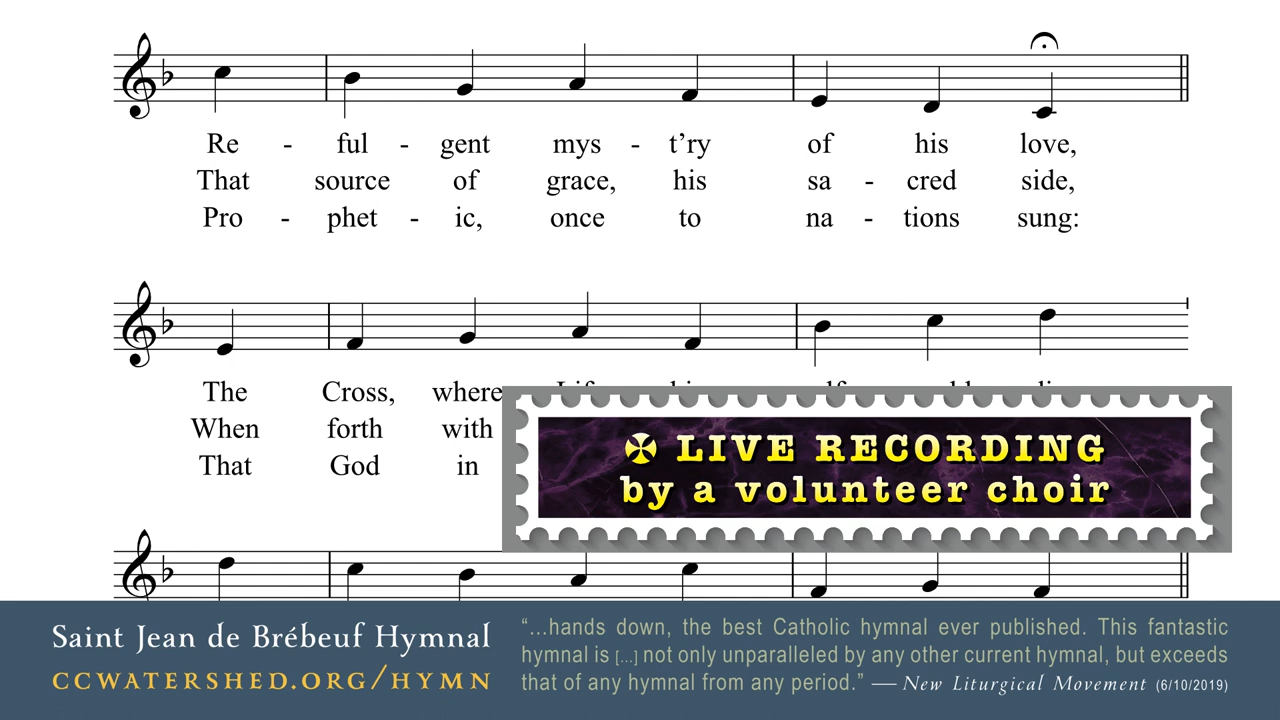 Re - ful - gent mys - t’ry of his love,
That source of grace, his sa - cred side,
Pro - phet - ic, once to na - tions sung:
The Cross, where
When forth with
That God in
✠ LIVE RECORDING
by a volunteer choir
Saint Jean de Brébeuf Hymnal
CCWATERSHED.ORG/HYMN
“...hands down, the best Catholic hymnal ever published. This fantastic
hymnal is [...] not only unparalleled by any other current hymnal, but exceeds
that of any hymnal from any period.” — New Liturgical Movement (6/10/2019)